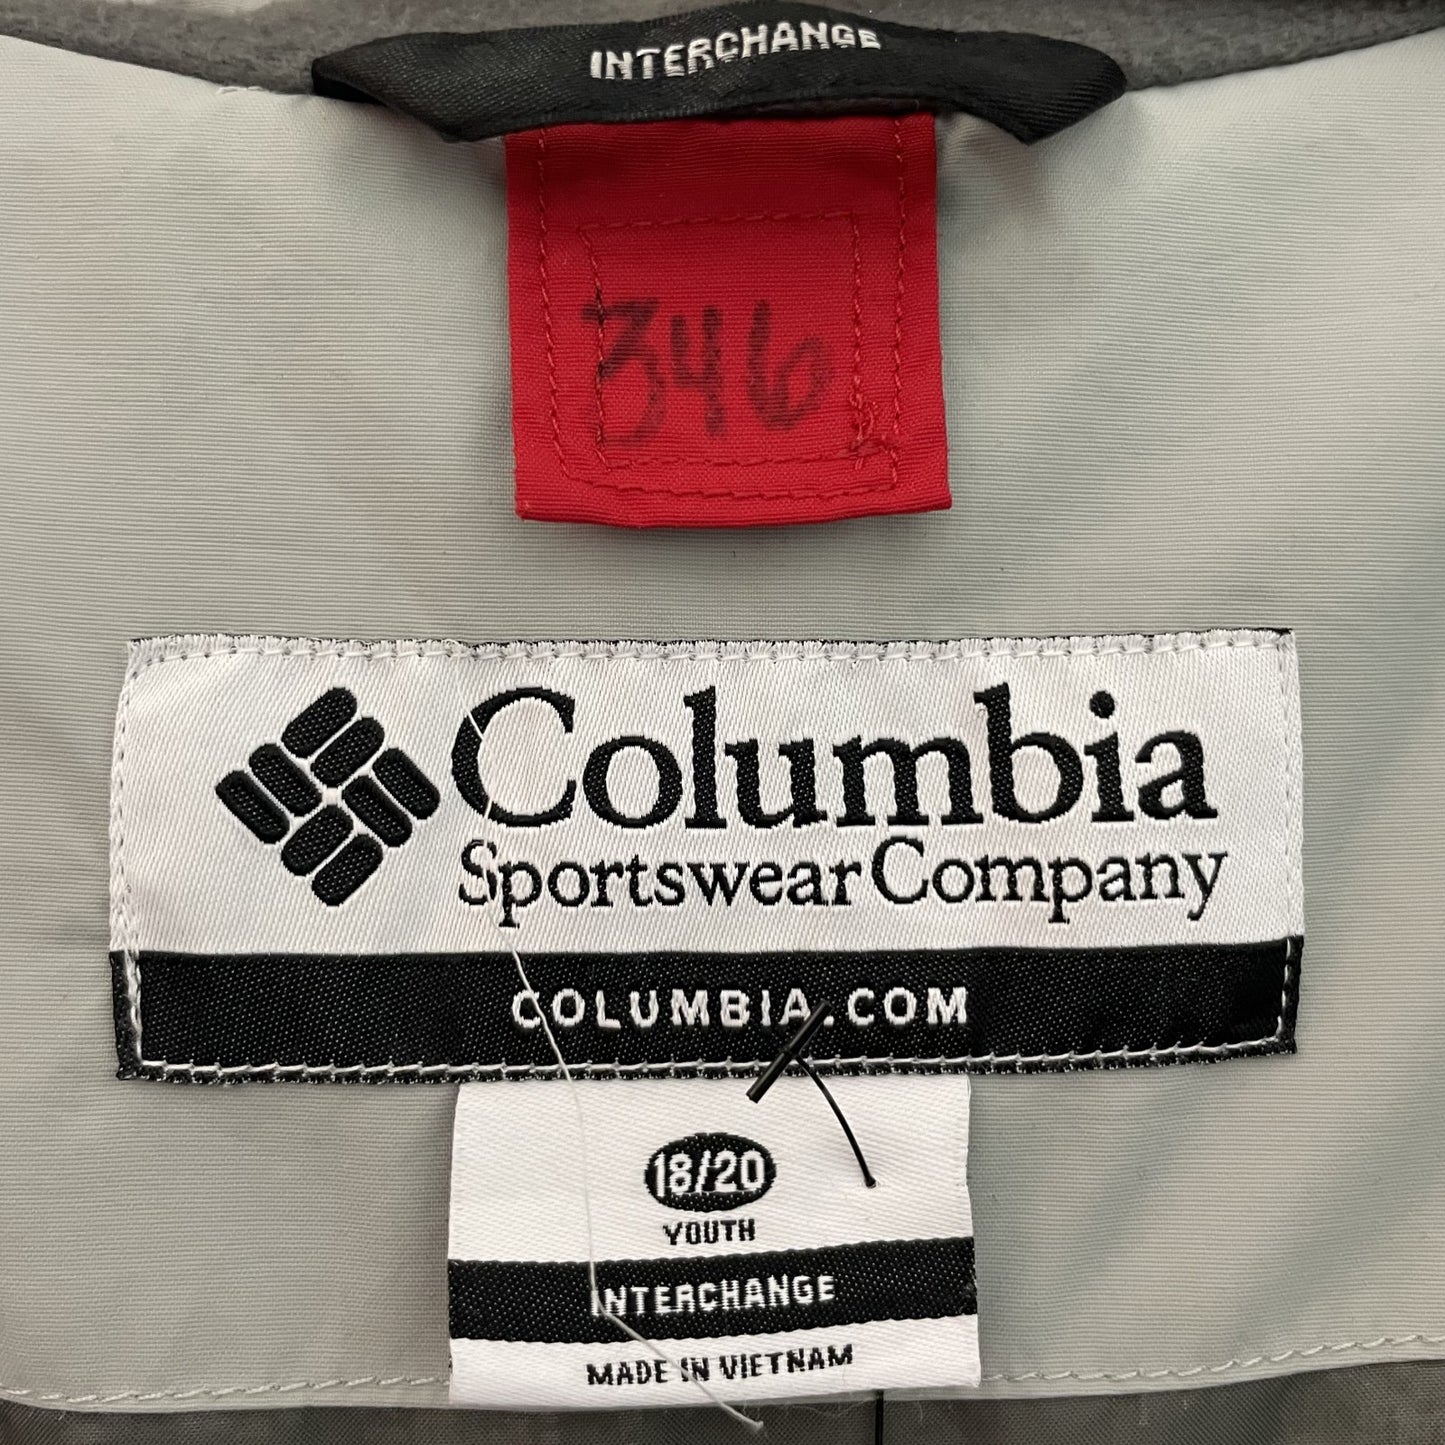 INTERCHANGE
346
Columbia
Sportswear Company
COLUMBIA.COM
18/20
YOUTH
INTERCHANGE
MADE IN VIETNAM